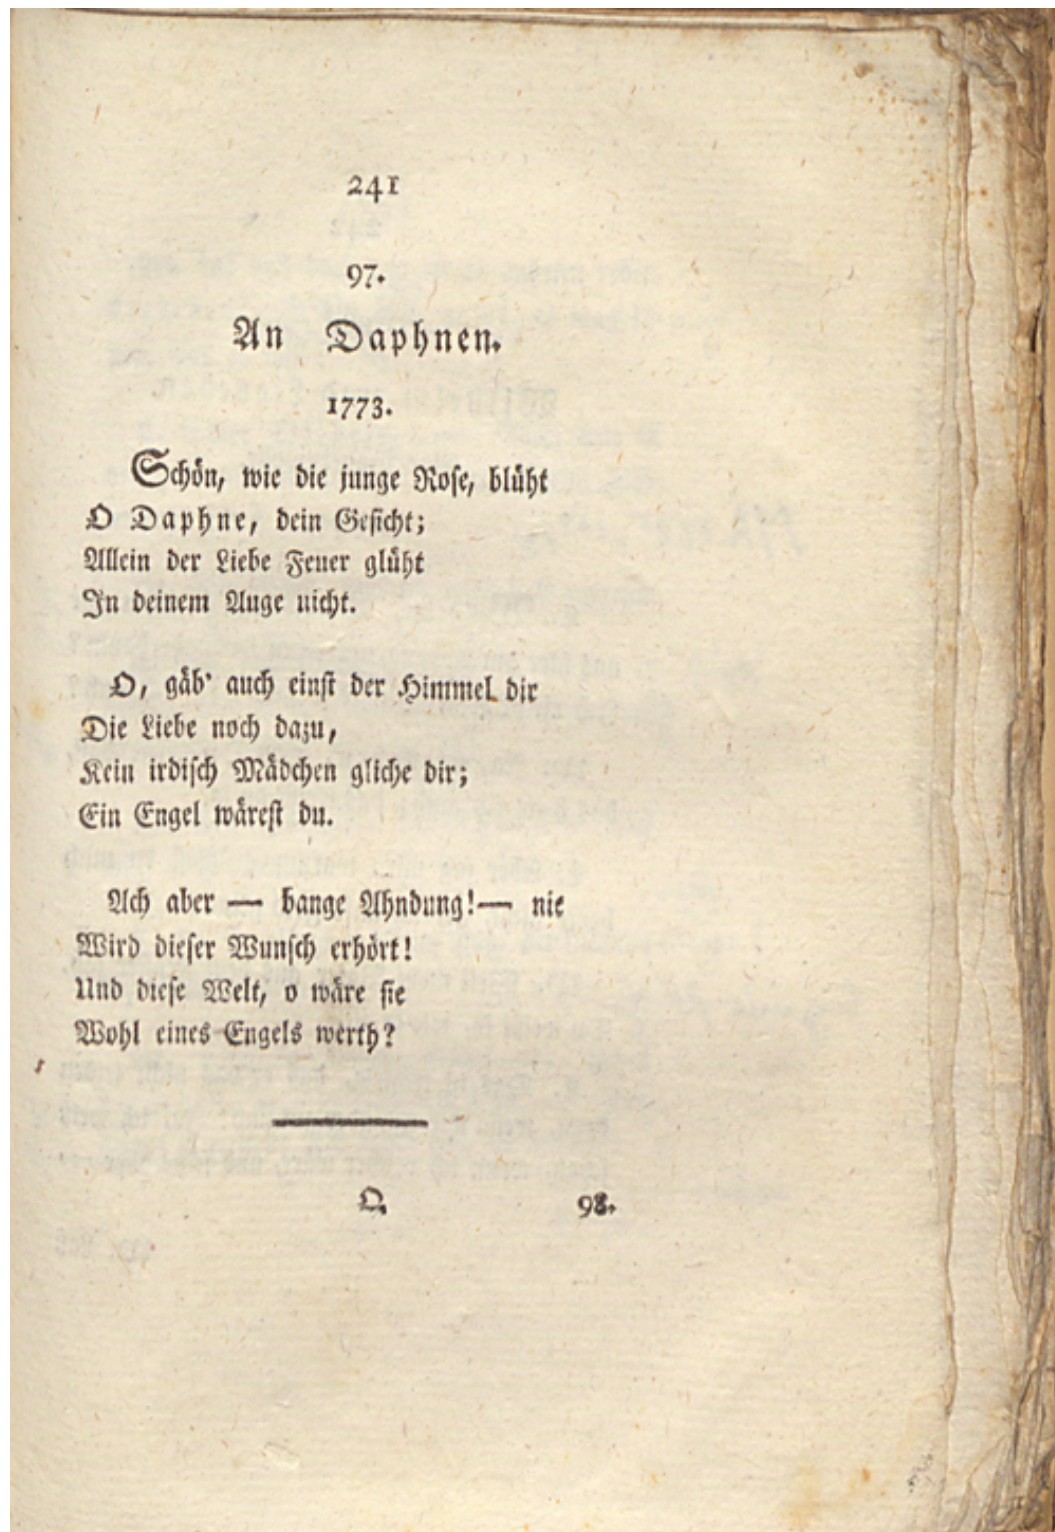 241
97.
An Daphnen.
1773.
Schön, wie die junge Rose, blüht
O Daphne, dein Gesicht;
Allein der Liebe Feuer glüht
In deinem Auge nicht.
O, gäb' auch einst der Himmel dir
Die Liebe noch dazu,
Kein irdisch Mädchen gliche dir;
Ein Engel wärest du.
Ach aber — bange Ahndung! — nie
Wird dieser Wunsch erhört!
Und diese Welt, o wäre sie
Wohl eines Engels werth?
Q 98.